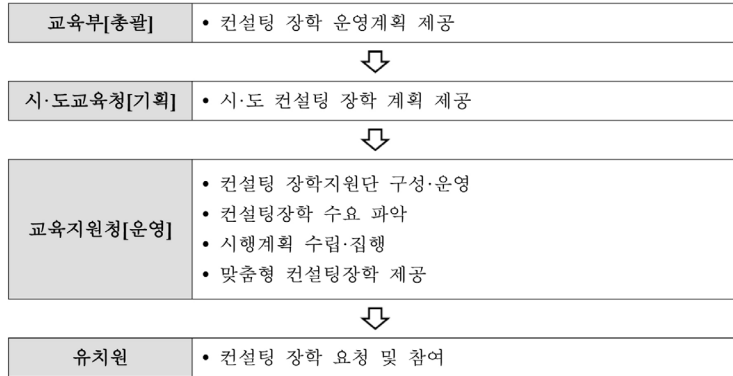 교육부[총괄] • 컨설팅 장학 운영계획 제공
시·도교육청[기획] • 시·도 컨설팅 장학 계획 제공
교육지원청[운영]
• 컨설팅 장학지원단 구성·운영
• 컨설팅장학 수요 파악
• 시행계획 수립·집행
• 맞춤형 컨설팅장학 제공
유치원 • 컨설팅 장학 요청 및 참여